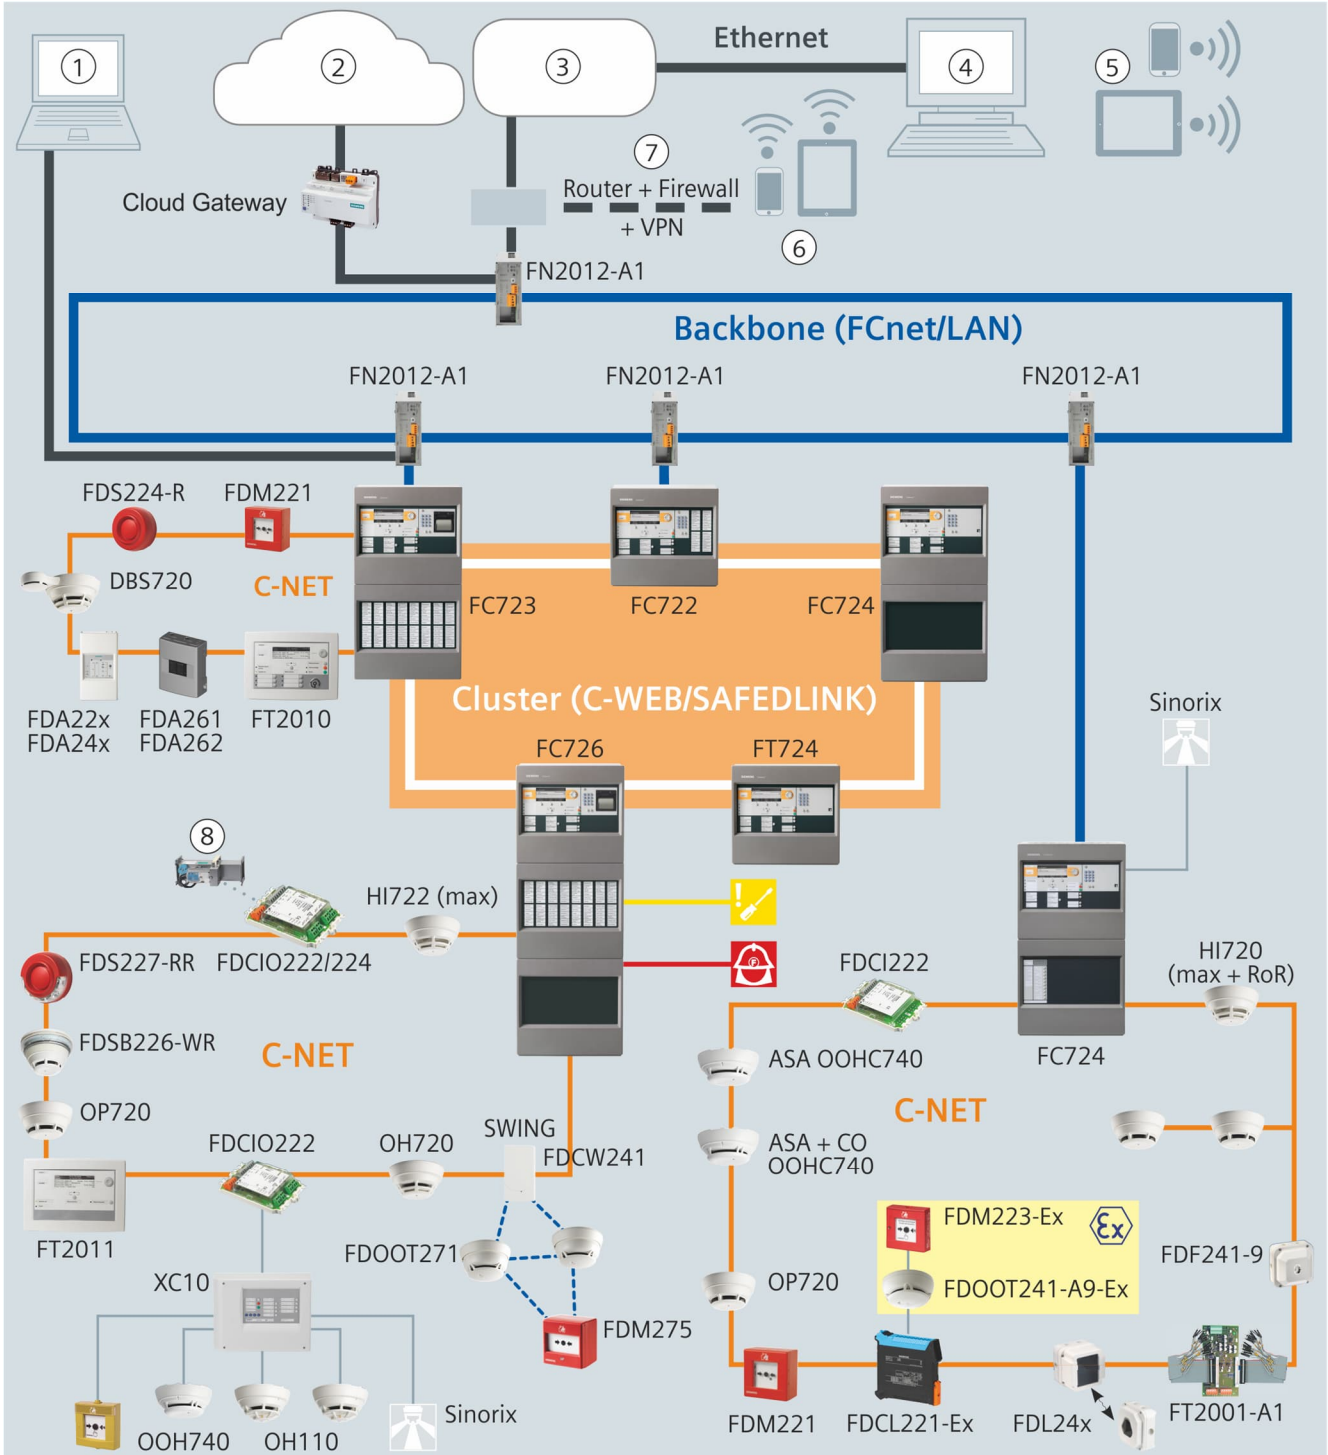 Ethernet
1
2
3
4
5
7
Router + Firewall
+ VPN
6
Cloud Gateway
FN2012-A1
Backbone (FCnet/LAN)
FN2012-A1
FN2012-A1
FN2012-A1
FDS224-R
FDM221
DBS720
C-NET
FC723
FC722
FC724
FDA22x
FDA24x
FDA261
FDA262
FT2010
Cluster (C-WEB/SAFEDLINK)
Sinorix
FC726
FT724
8
HI722 (max)
FDS227-RR
FDCIO222/224
FDCI222
HI720
(max + RoR)
FDSB226-WR
C-NET
ASA OOHC740
FC724
OP720
C-NET
FDCIO222
OH720
SWING
FDCW241
ASA + CO
OOHC740
FT2011
FDOOT271
FDM223-Ex
Ex
FDF241-9
XC10
OP720
FDOOT241-A9-Ex
FDM275
OOH740
OH110
Sinorix
FDM221
FDCL221-Ex
FDL24x
FT2001-A1